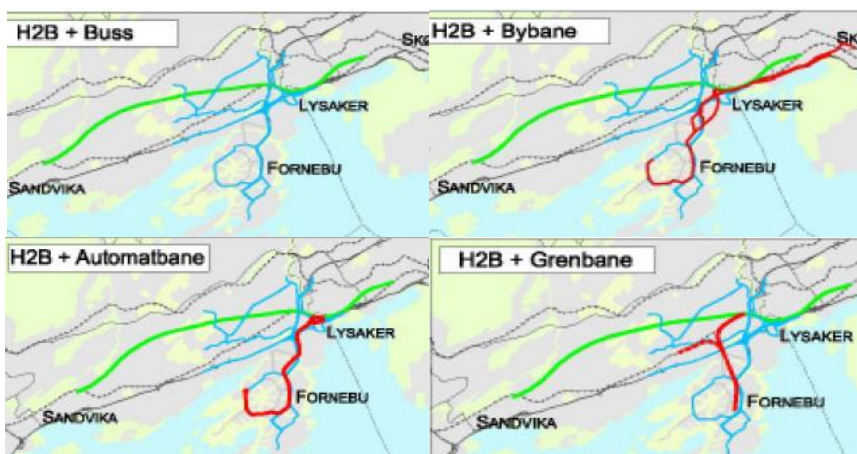 H2B + Buss
LYSAKER
FORNEBU
SANDVIKA
H2B + Bybane
LYSAKER
FORNEBU
SANDVIKA
H2B + Automatbane
LYSAKER
FORNEBU
SANDVIKA
H2B + Grenbane
LYSAKER
FORNEBU
SANDVIKA